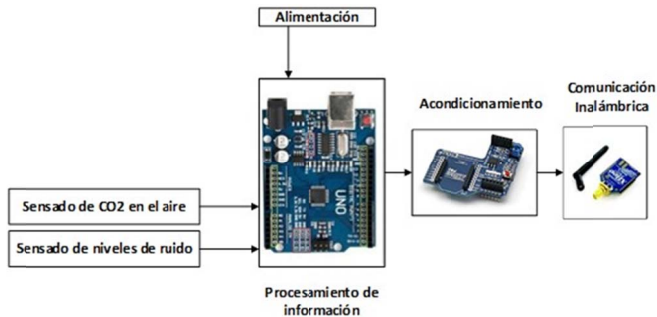 Alimentación
Acondicionamiento
Comunicación
Inalámbrica
UNO
Sensado de CO2 en el aire
Sensado de niveles de ruido
Procesamiento de
información